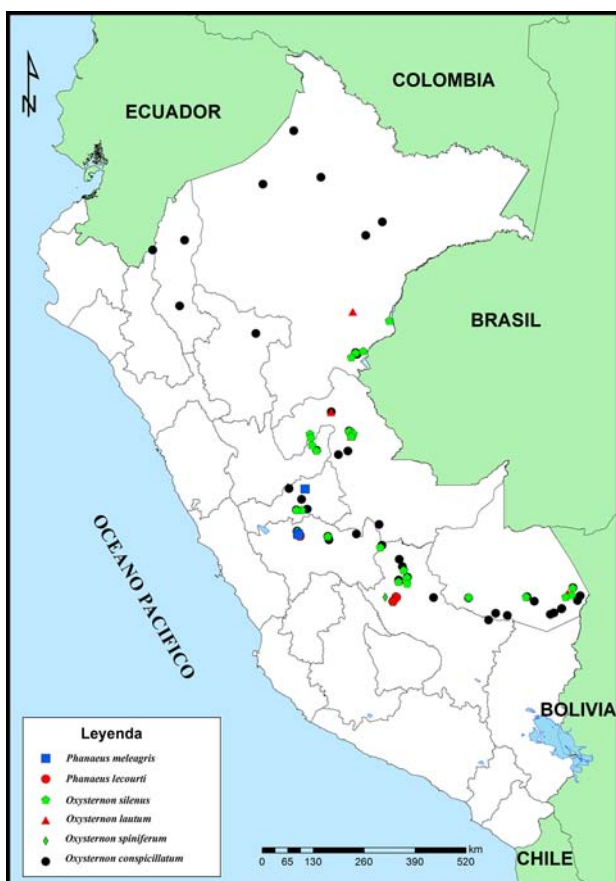 COLOMBIA
ECUADOR
N
BRASIL
OCEANO PACIFICO
BOLIVIA
Leyenda
Phanaeus meleagris
Phanaeus lecourti
Oxysternon silenus
Oxysternon lautum
Oxysternon spiniferum
Oxysternon conspicillatum
km
0 65 130 260 390 520
CHILE